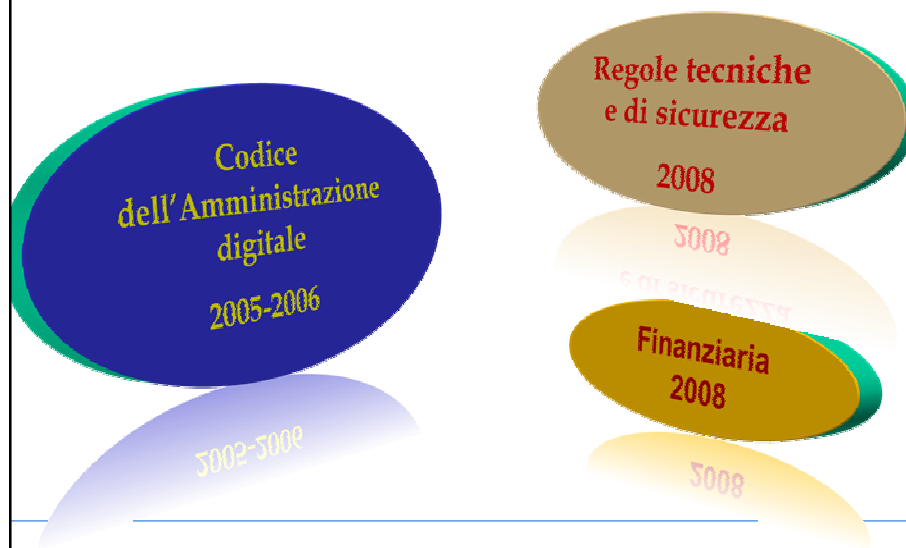 Codice
dell'Amministrazione
digitale
2005-2006
Regole tecniche
e di sicurezza
2008
Finanziaria
2008